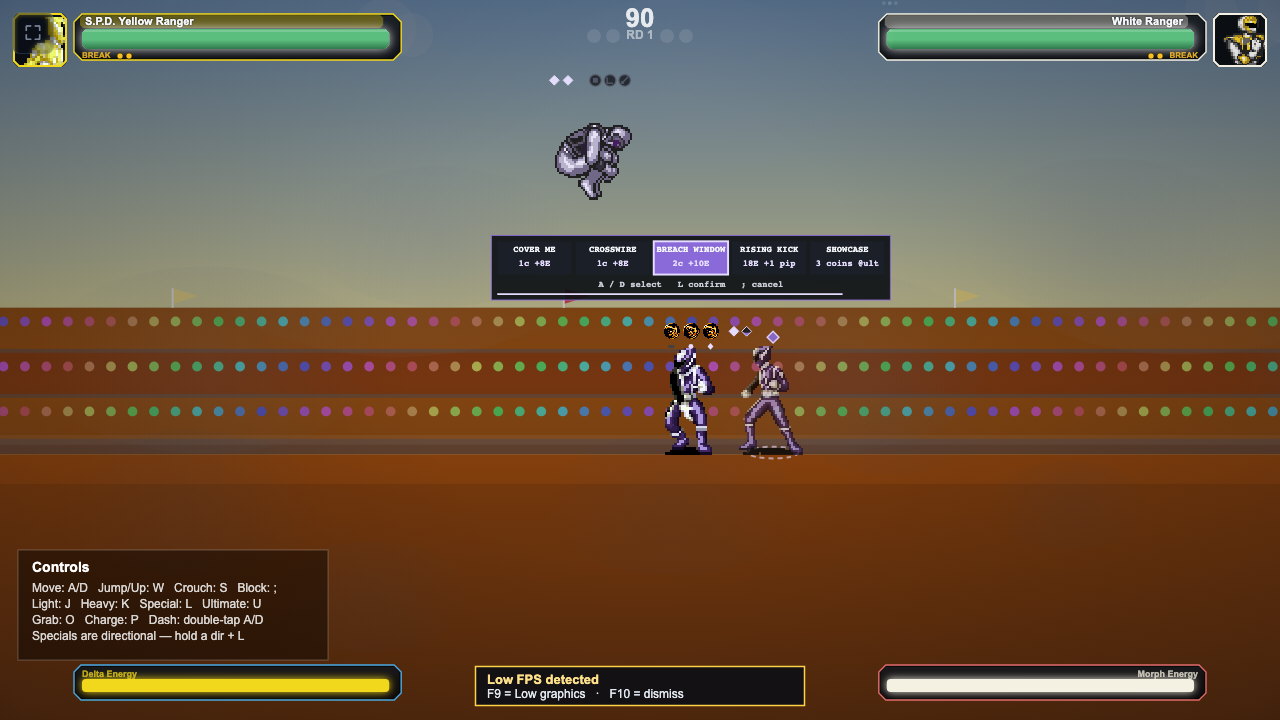 S.P.D. Yellow Ranger
BREAK
90
RD 1
White Ranger
BREAK
COVER ME CROSSWIRE BREACH WINDOW RISING KICK SHOWCASE
1c +8E 1c +8E 2c +10E 18E +1 pip 3 coins @ult
A / D select L confirm ; cancel
Controls
Move: A/D Jump/Up: W Crouch: S Block: ;
Light: J Heavy: K Special: L Ultimate: U
Grab: O Charge: P Dash: double-tap A/D
Specials are directional — hold a dir + L
Delta Energy
Low FPS detected
F9 = Low graphics · F10 = dismiss
Morph Energy